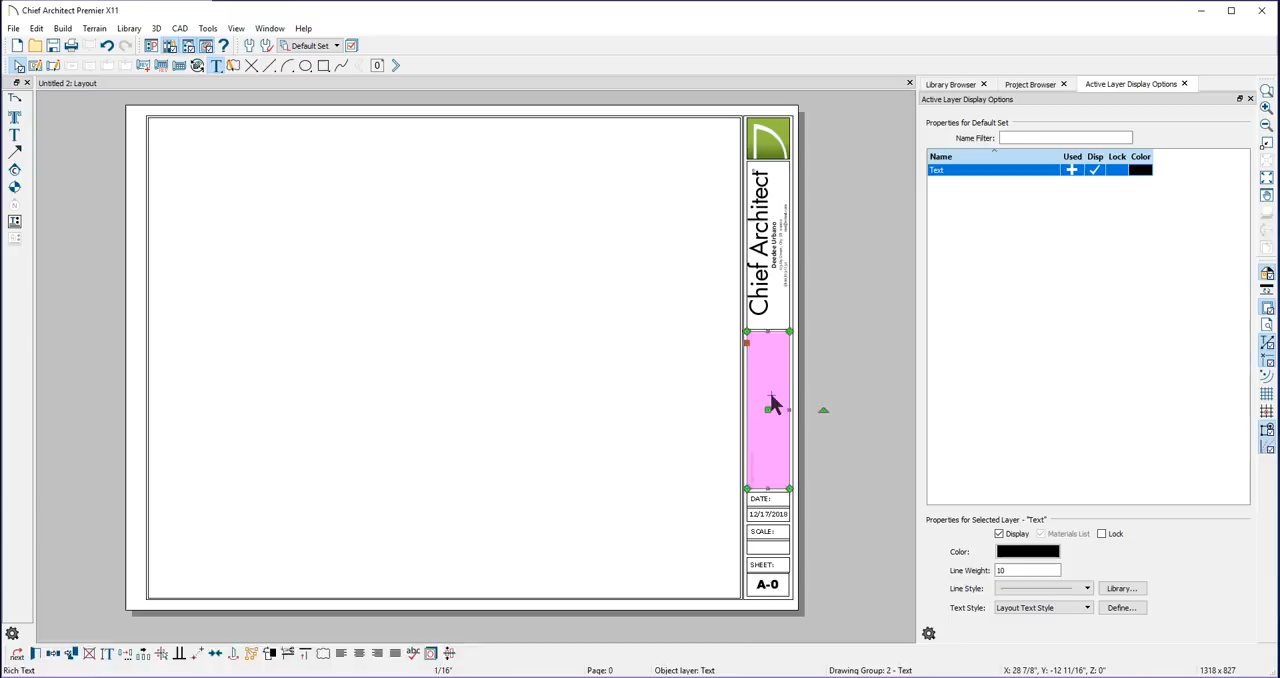 Chief Architect Premier X11
File Edit Build Terrain Library 3D CAD Tools View Window Help
Default Set
Untitled 2: Layout
Library Browser Project Browser Active Layer Display Options
Active Layer Display Options
Properties for Default Set
Name Filter:
Name Used Disp Lock Color
Text
Chief Architect
Deedee Urbano
DATE:
12/17/2018
SCALE:
SHEET:
A-0
Properties for Selected Layer - "Text"
Display Materials List Lock
Color:
Line Weight: 10
Line Style: Library...
Text Style: Layout Text Style Define...
next
abc
Rich Text 1/16" Page: 0 Object layer: Text Drawing Group: 2 - Text X: 28 7/8", Y: -12 11/16", Z: 0" 1318 x 827